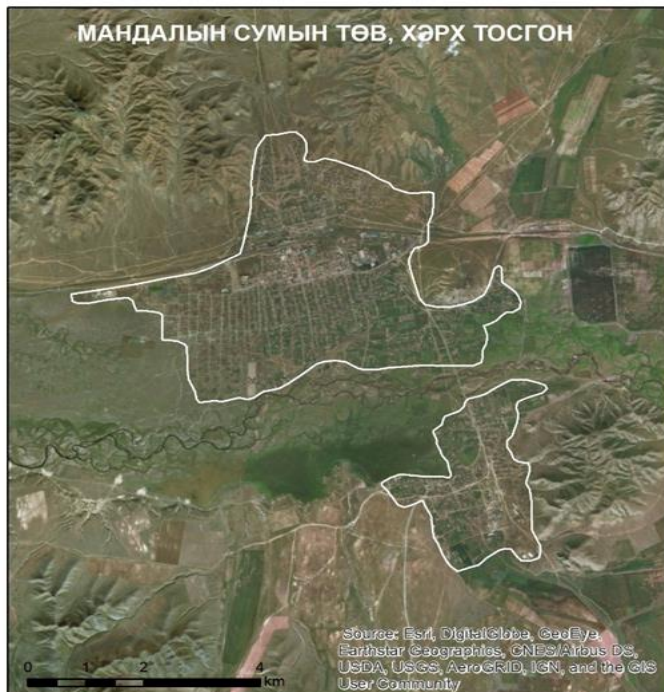 МАНДАЛЫН СУМЫН ТӨВ, ХЭРХ ТОСГОН
Source: Esri, DigitalGlobe, GeoEye,
Earthstar Geographics, CNES/Airbus DS,
USDA, USGS, AeroGRID, IGN, and the GIS
User Community
0 1 2 4
km